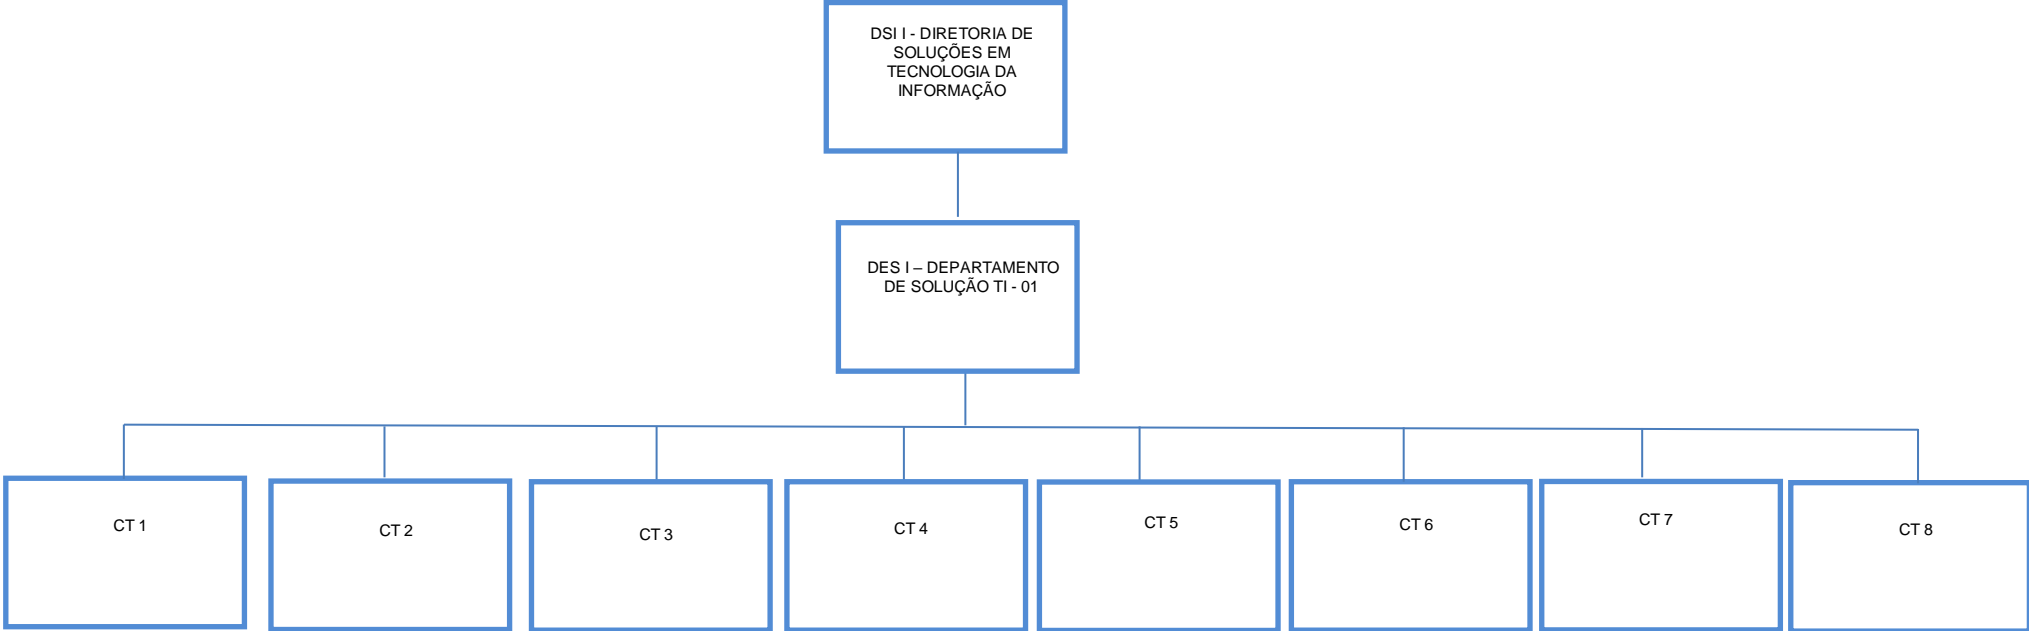 DSI I - DIRETORIA DE
SOLUÇÕES EM
TECNOLOGIA DA
INFORMAÇÃO
DES I – DEPARTAMENTO
DE SOLUÇÃO TI - 01
CT 1
CT 2
CT 3
CT 4
CT 5
CT 6
CT 7
CT 8